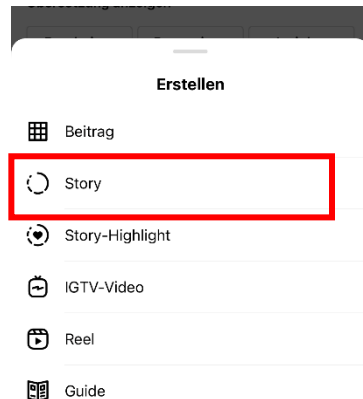 Erstellen
Beitrag
Story
Story-Highlight
IGTV-Video
Reel
Guide